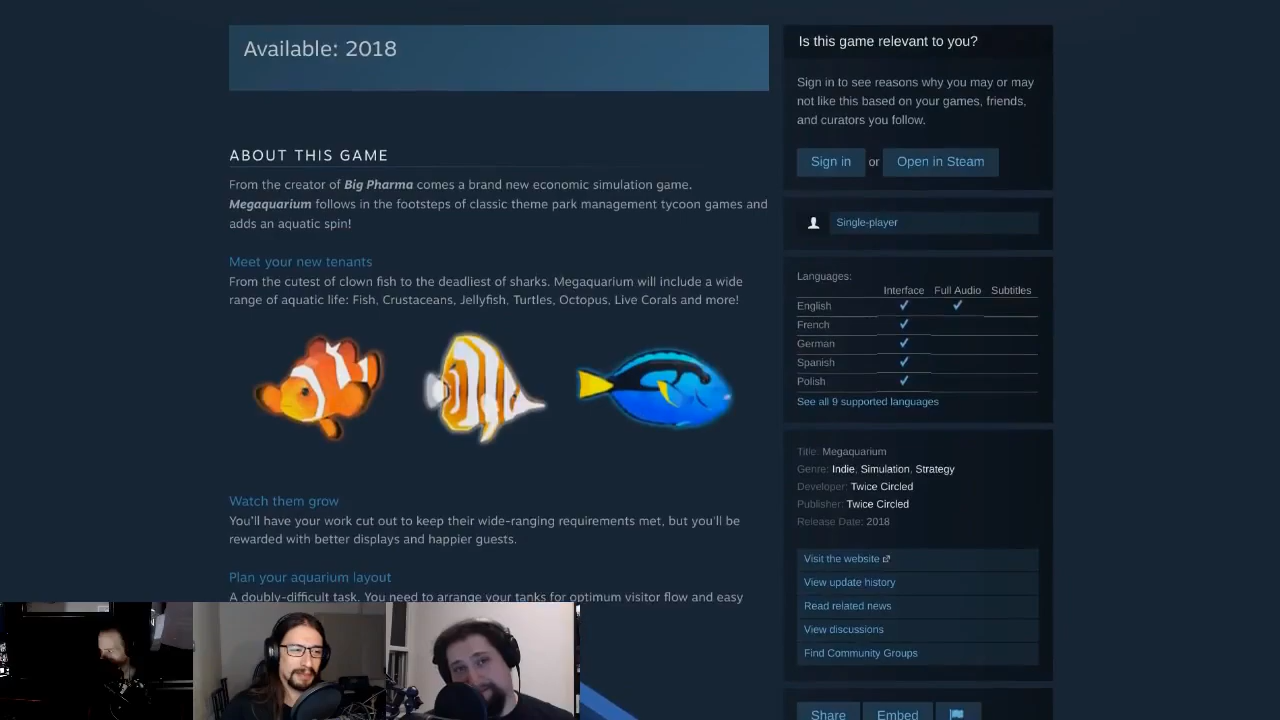 Available: 2018
ABOUT THIS GAME
From the creator of Big Pharma comes a brand new economic simulation game.
Megaquarium follows in the footsteps of classic theme park management tycoon games and
adds an aquatic spin!
Meet your new tenants
From the cutest of clown fish to the deadliest of sharks. Megaquarium will include a wide
range of aquatic life: Fish, Crustaceans, Jellyfish, Turtles, Octopus, Live Corals and more!
Watch them grow
You'll have your work cut out to keep their wide-ranging requirements met, but you'll be
rewarded with better displays and happier guests.
Plan your aquarium layout
A doubly-difficult task. You need to arrange your tanks for optimum visitor flow and easy
Is this game relevant to you?
Sign in to see reasons why you may or may
not like this based on your games, friends,
and curators you follow.
Sign in or Open in Steam
Single-player
Languages:
Interface Full Audio Subtitles
English ✔ ✔
French ✔
German ✔
Spanish ✔
Polish ✔
See all 9 supported languages
Title: Megaquarium
Genre: Indie, Simulation, Strategy
Developer: Twice Circled
Publisher: Twice Circled
Release Date: 2018
Visit the website
View update history
Read related news
View discussions
Find Community Groups
Share Embed